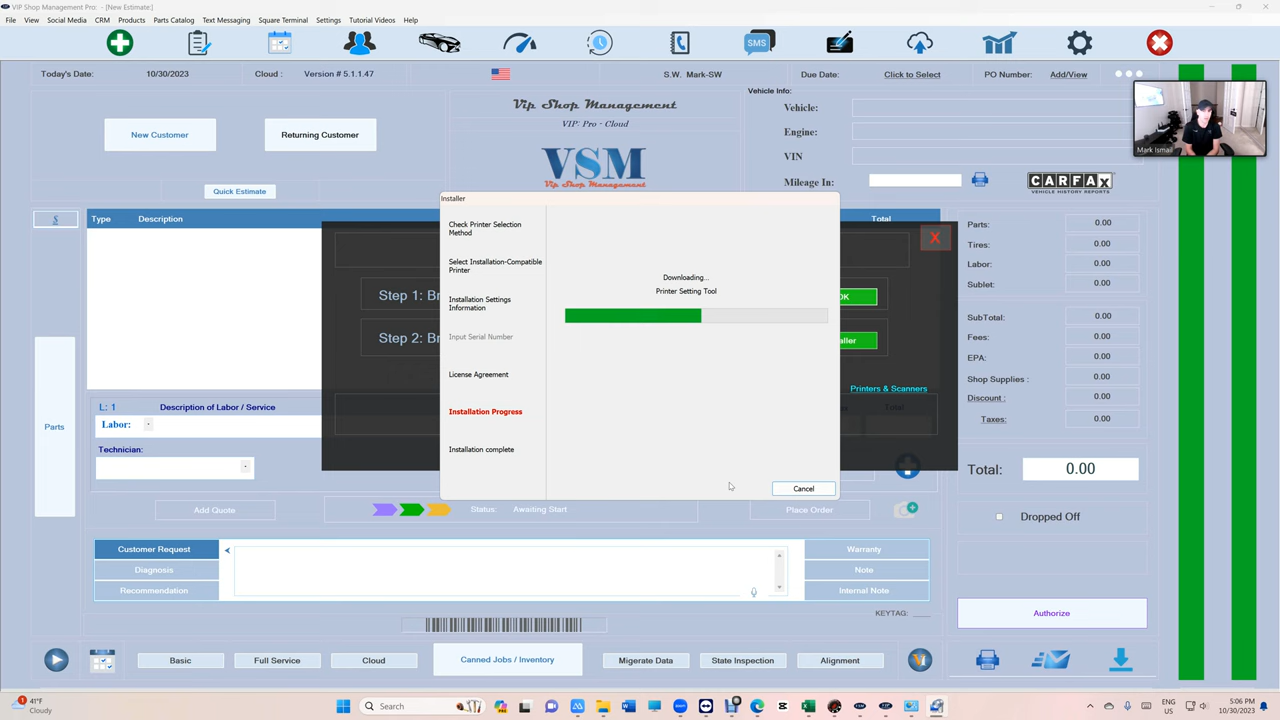 VIP Shop Management Pro: - [New Estimate:]
File View Social Media CRM Products Parts Catalog Text Messaging Square Terminal Settings Tutorial Videos Help
SMS
Today's Date: 10/30/2023 Cloud : Version # 5.1.1.47 S.W. Mark-SW Due Date: Click to Select PO Number: Add/View
New Customer
Returning Customer
Quick Estimate
Vip Shop Management
VIP: Pro - Cloud
VSM
Vip Shop Management
Vehicle Info:
Vehicle:
Engine:
VIN
Mileage In:
CARFAX
VEHICLE HISTORY REPORTS
Mark Ismail
S Type Description Total
Parts
Step 1: Br
Step 2: Br
X
OK
aller
Printers & Scanners
Total
Installer
Check Printer Selection
Method
Select Installation-Compatible
Printer
Installation Settings
Information
Input Serial Number
License Agreement
Installation Progress
Installation complete
Downloading...
Printer Setting Tool
Cancel
L: 1 Description of Labor / Service
Labor:
Technician:
Parts: 0.00
Tires: 0.00
Labor: 0.00
Sublet: 0.00
SubTotal: 0.00
Fees: 0.00
EPA: 0.00
Shop Supplies : 0.00
Discount : 0.00
Taxes: 0.00
Total: 0.00
Dropped Off
Authorize
Add Quote Status: Awaiting Start Place Order
Customer Request
Diagnosis
Recommendation
Warranty
Note
Internal Note
KEYTAG: ____
Basic Full Service Cloud Canned Jobs / Inventory Migerate Data State Inspection Alignment
1
41°F
Cloudy
Search
ENG
US
5:06 PM
10/30/2023